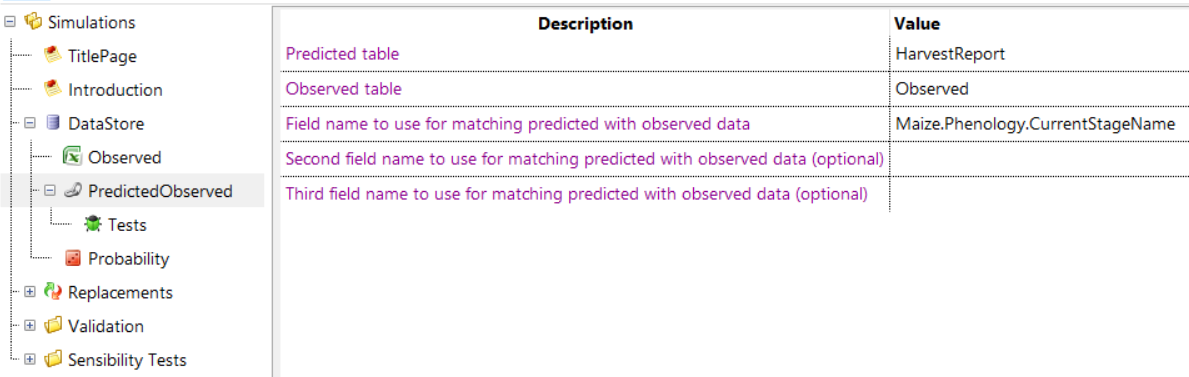 Simulations
TitlePage
Introduction
DataStore
Observed
PredictedObserved
Tests
Probability
Replacements
Validation
Sensibility Tests
Description Value
Predicted table HarvestReport
Observed table Observed
Field name to use for matching predicted with observed data Maize.Phenology.CurrentStageName
Second field name to use for matching predicted with observed data (optional)
Third field name to use for matching predicted with observed data (optional)